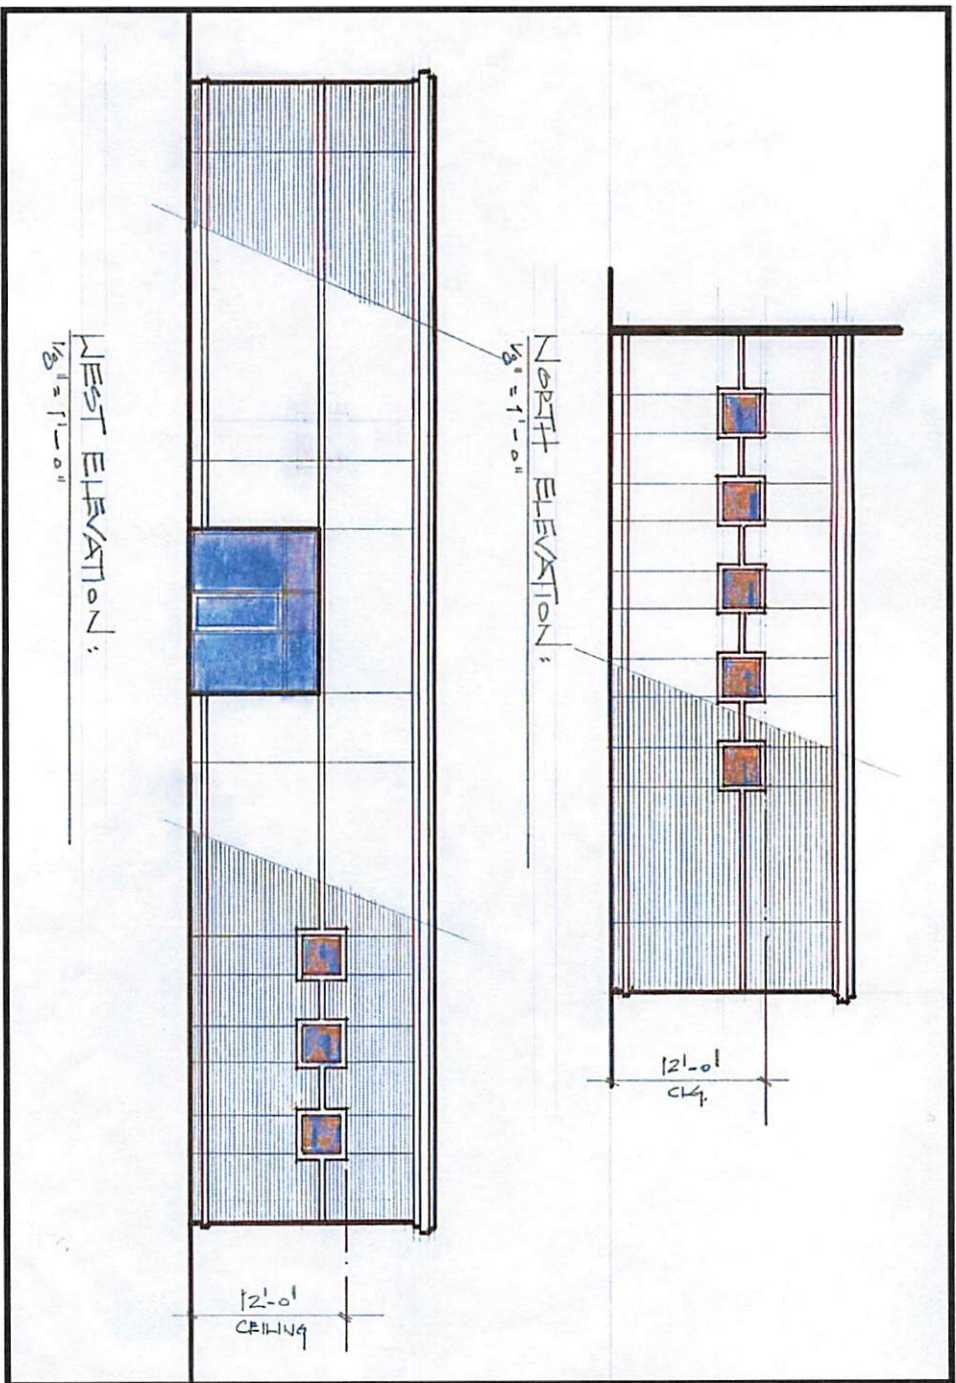 NORTH ELEVATION:
1/8" = 1'-0"
12'-0"
CLG.
WEST ELEVATION:
1/8" = 1'-0"
12'-0"
CEILING